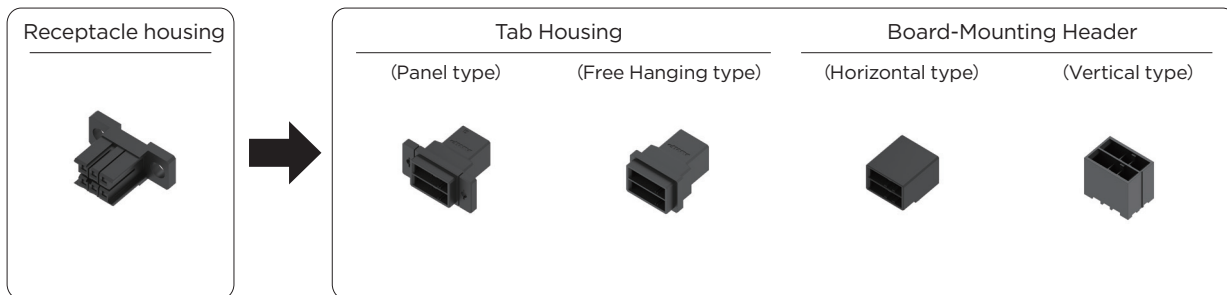 Receptacle housing
Tab Housing
Board-Mounting Header
(Panel type)
(Free Hanging type)
(Horizontal type)
(Vertical type)